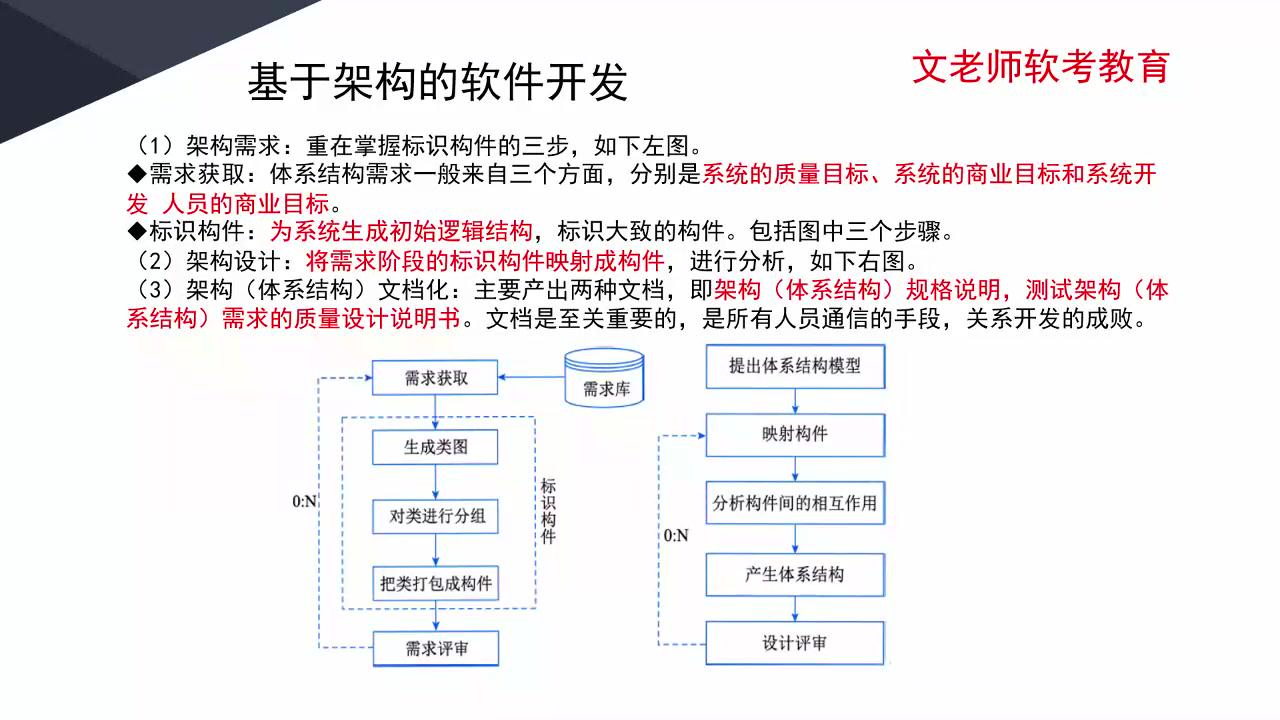 基于架构的软件开发
文老师软考教育
（1）架构需求：重在掌握标识构件的三步，如下左图。
◆需求获取：体系结构需求一般来自三个方面，分别是系统的质量目标、系统的商业目标和系统开
发 人员的商业目标。
◆标识构件：为系统生成初始逻辑结构，标识大致的构件。包括图中三个步骤。
（2）架构设计：将需求阶段的标识构件映射成构件，进行分析，如下右图。
（3）架构（体系结构）文档化：主要产出两种文档，即架构（体系结构）规格说明，测试架构（体
系结构）需求的质量设计说明书。文档是至关重要的，是所有人员通信的手段，关系开发的成败。
需求获取
需求库
生成类图
对类进行分组
把类打包成构件
需求评审
标识构件
0:N
提出体系结构模型
映射构件
分析构件间的相互作用
产生体系结构
设计评审
0:N